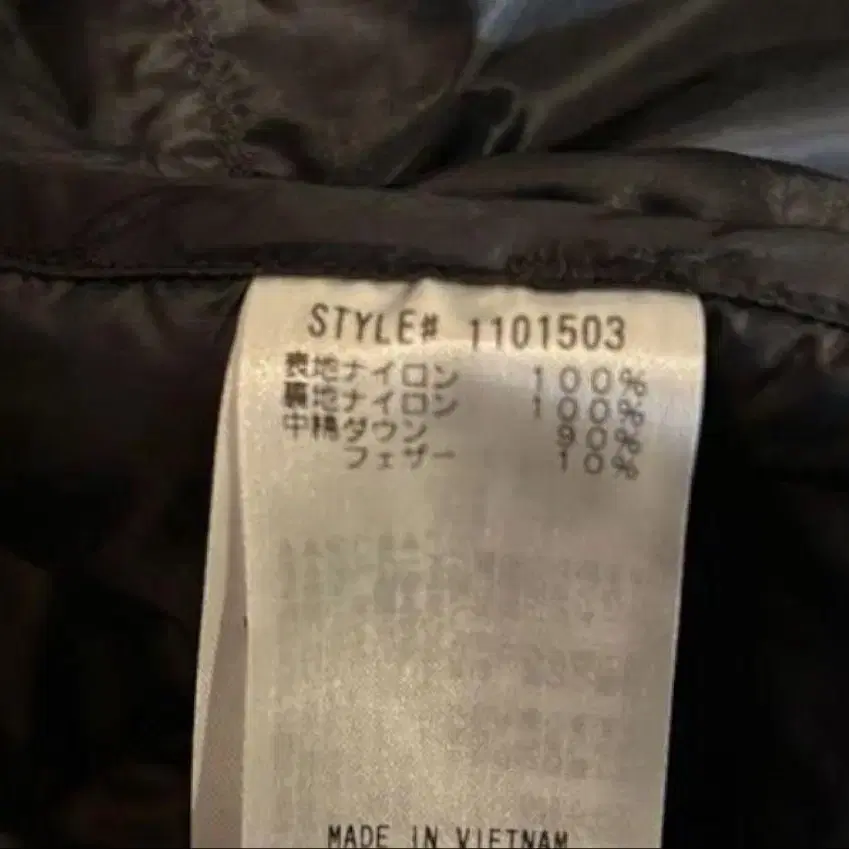 STYLE# 1101503
表地ナイロン 100%
裏地ナイロン 100%
中綿ダウン 90%
フェザー 10%
MADE IN VIETNAM